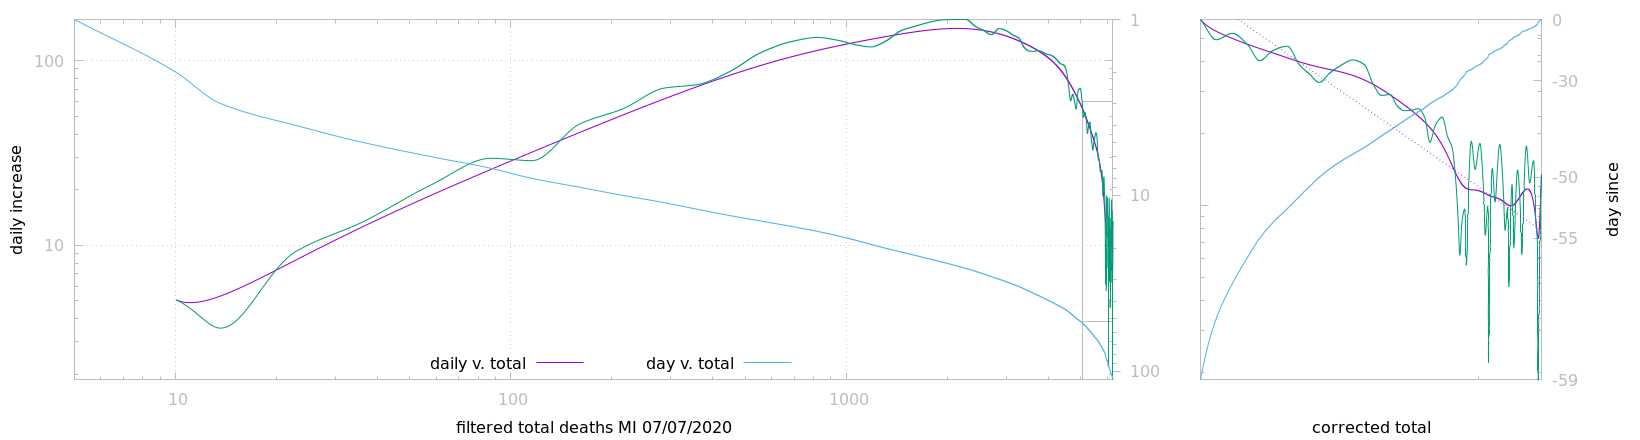 daily increase
100
10
10
100
1000
1
10
100
daily v. total
day v. total
filtered total deaths MI 07/07/2020
0
-30
-50
-55
-59
day since
corrected total